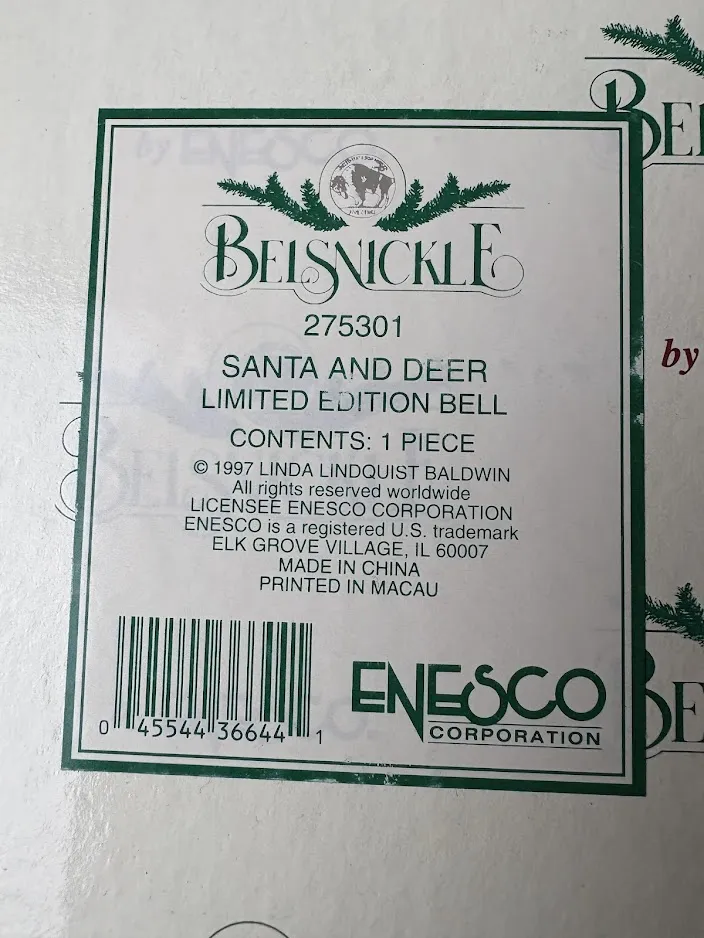 BELSNICKLE
275301
SANTA AND DEER
LIMITED EDITION BELL
CONTENTS: 1 PIECE
© 1997 LINDA LINDQUIST BALDWIN
All rights reserved worldwide
LICENSEE ENESCO CORPORATION
ENESCO is a registered U.S. trademark
ELK GROVE VILLAGE, IL 60007
MADE IN CHINA
PRINTED IN MACAU
0 45544 36644 1
ENESCO
CORPORATION
by